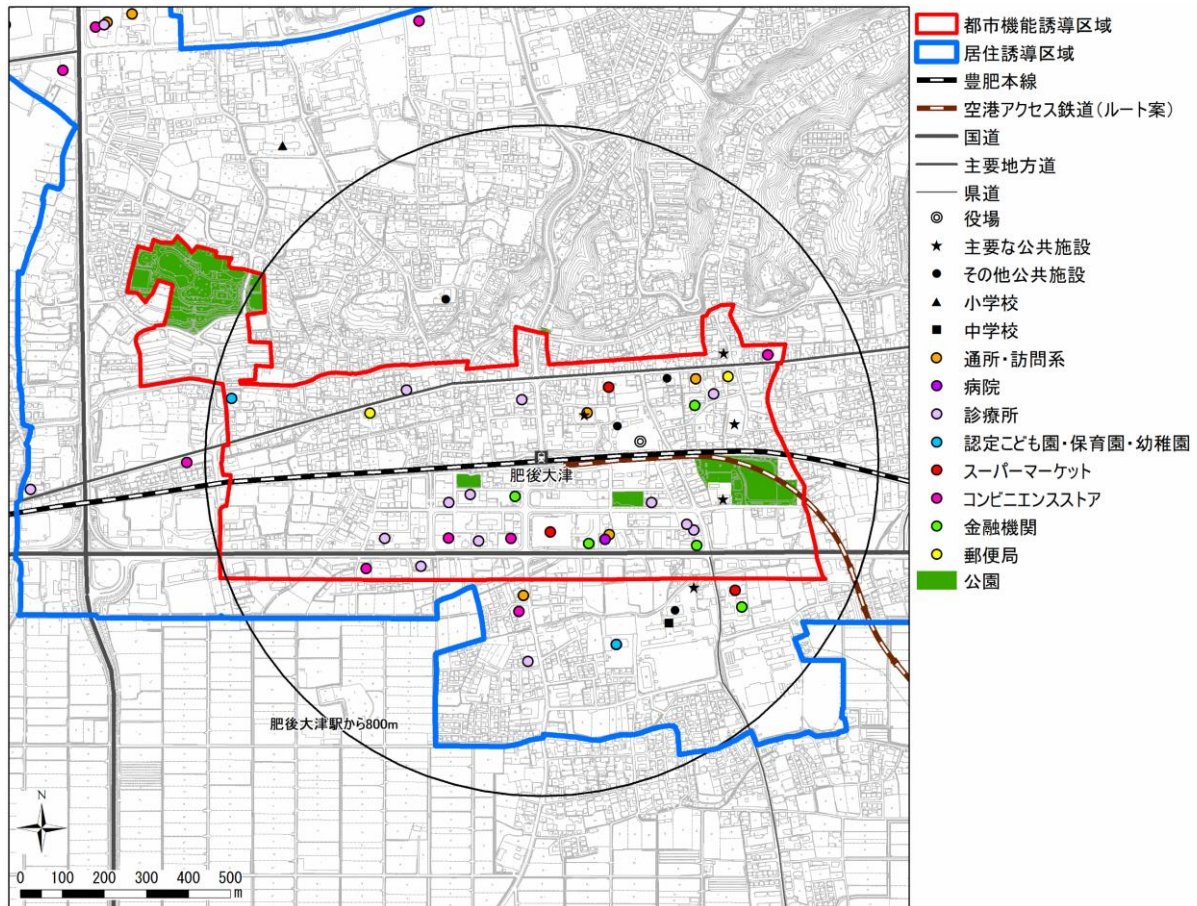 都市機能誘導区域
居住誘導区域
豊肥本線
空港アクセス鉄道(ルート案)
国道
主要地方道
県道
役場
主要な公共施設
その他公共施設
小学校
中学校
通所・訪問系
病院
診療所
認定こども園・保育園・幼稚園
スーパーマーケット
コンビニエンスストア
金融機関
郵便局
公園
肥後大津
肥後大津駅から800m
N
0 100 200 300 400 500
m